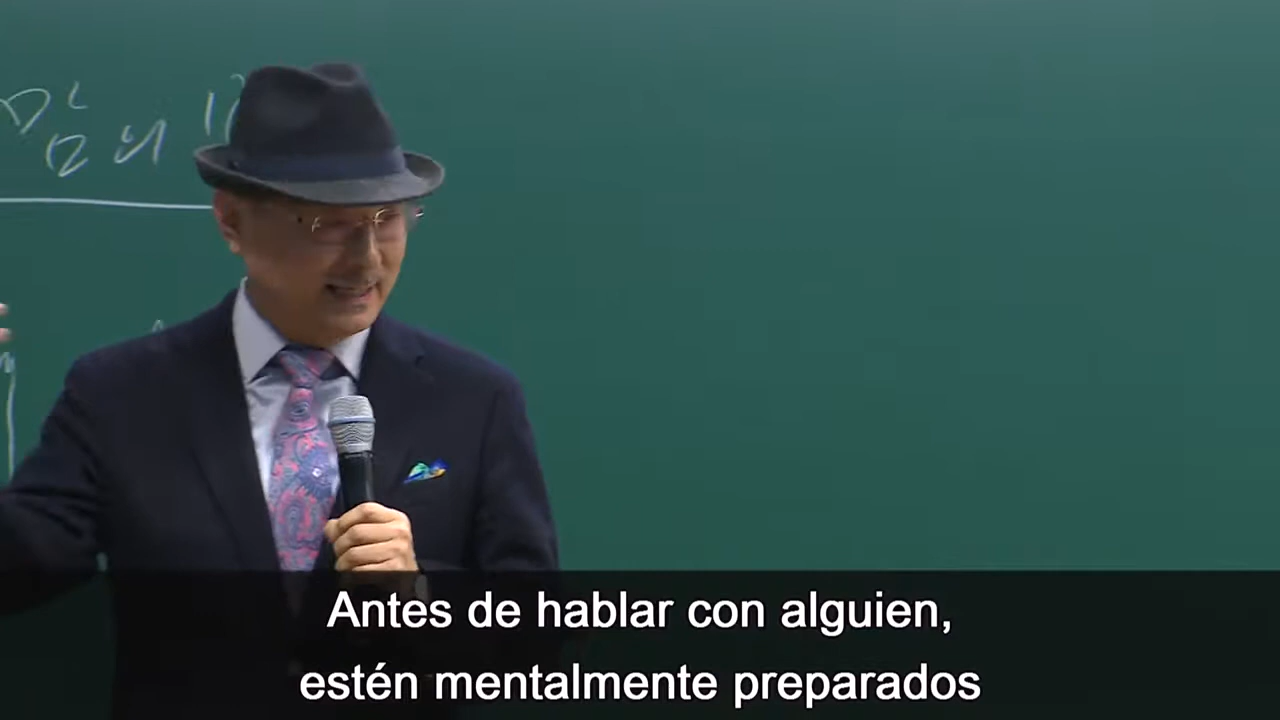 Antes de hablar con alguien,
estén mentalmente preparados